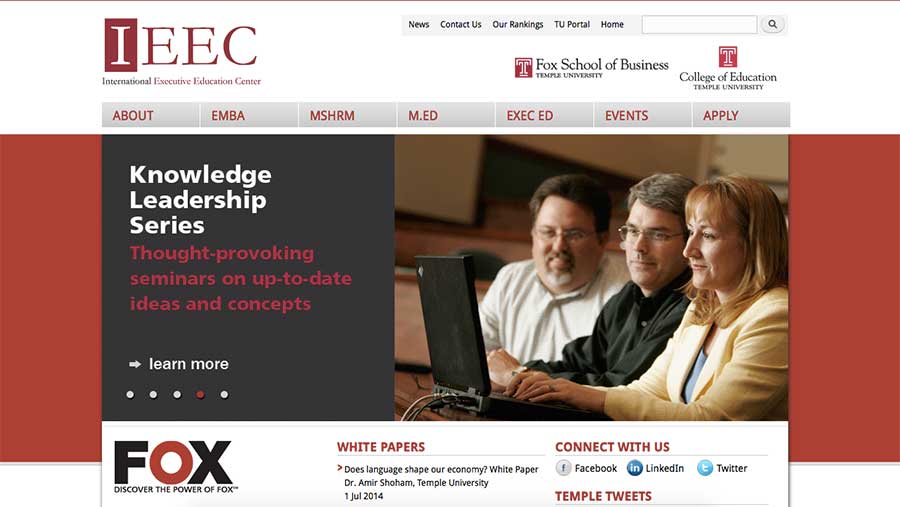 IEEC
International Executive Education Center
News Contact Us Our Rankings TU Portal Home
Fox School of Business
TEMPLE UNIVERSITY
College of Education
TEMPLE UNIVERSITY
ABOUT EMBA MSHRM M.ED EXEC ED EVENTS APPLY
Knowledge
Leadership
Series
Thought-provoking
seminars on up-to-date
ideas and concepts
learn more
FOX
DISCOVER THE POWER OF FOX™
WHITE PAPERS
Does language shape our economy? White Paper
Dr. Amir Shoham, Temple University
1 Jul 2014
CONNECT WITH US
Facebook LinkedIn Twitter
TEMPLE TWEETS